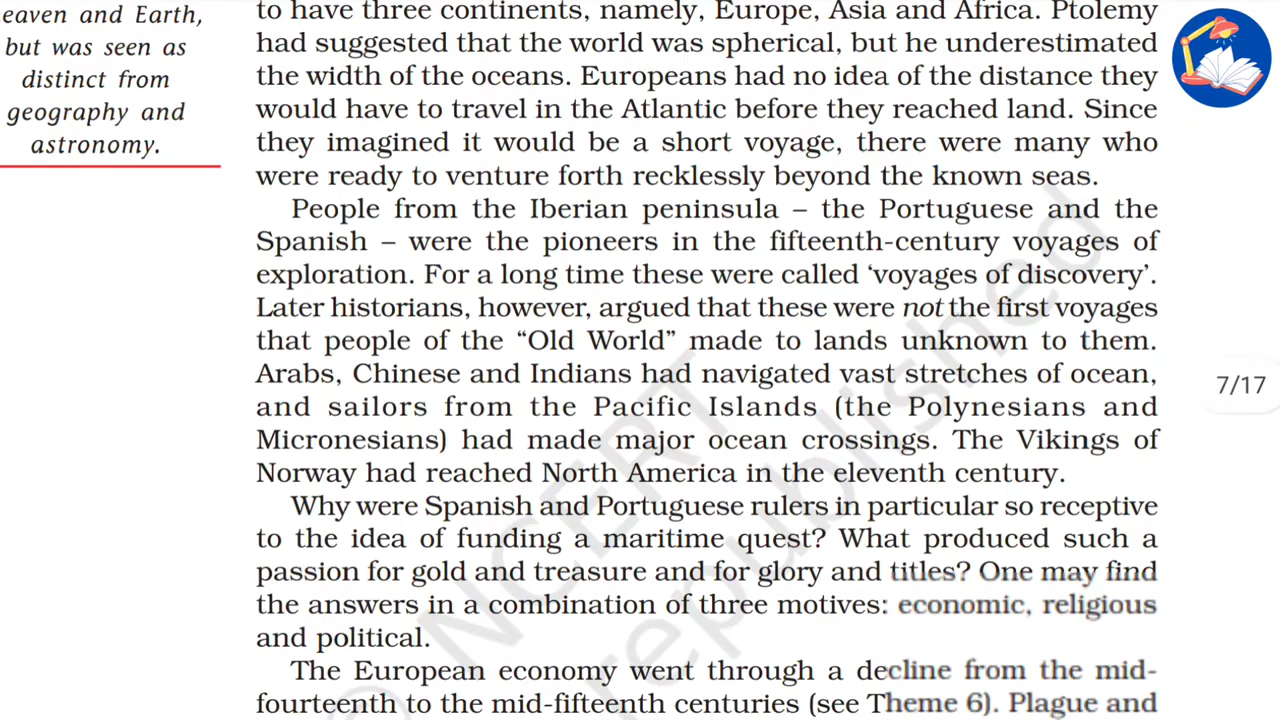 eaven and Earth,
but was seen as
distinct from
geography and
astronomy.
to have three continents, namely, Europe, Asia and Africa. Ptolemy
had suggested that the world was spherical, but he underestimated
the width of the oceans. Europeans had no idea of the distance they
would have to travel in the Atlantic before they reached land. Since
they imagined it would be a short voyage, there were many who
were ready to venture forth recklessly beyond the known seas.
People from the Iberian peninsula – the Portuguese and the
Spanish – were the pioneers in the fifteenth-century voyages of
exploration. For a long time these were called ‘voyages of discovery’.
Later historians, however, argued that these were not the first voyages
that people of the “Old World” made to lands unknown to them.
Arabs, Chinese and Indians had navigated vast stretches of ocean,
and sailors from the Pacific Islands (the Polynesians and
Micronesians) had made major ocean crossings. The Vikings of
Norway had reached North America in the eleventh century.
Why were Spanish and Portuguese rulers in particular so receptive
to the idea of funding a maritime quest? What produced such a
passion for gold and treasure and for glory and titles? One may find
the answers in a combination of three motives: economic, religious
and political.
The European economy went through a decline from the mid-
fourteenth to the mid-fifteenth centuries (see Theme 6). Plague and
7/17
© NCERT
republished